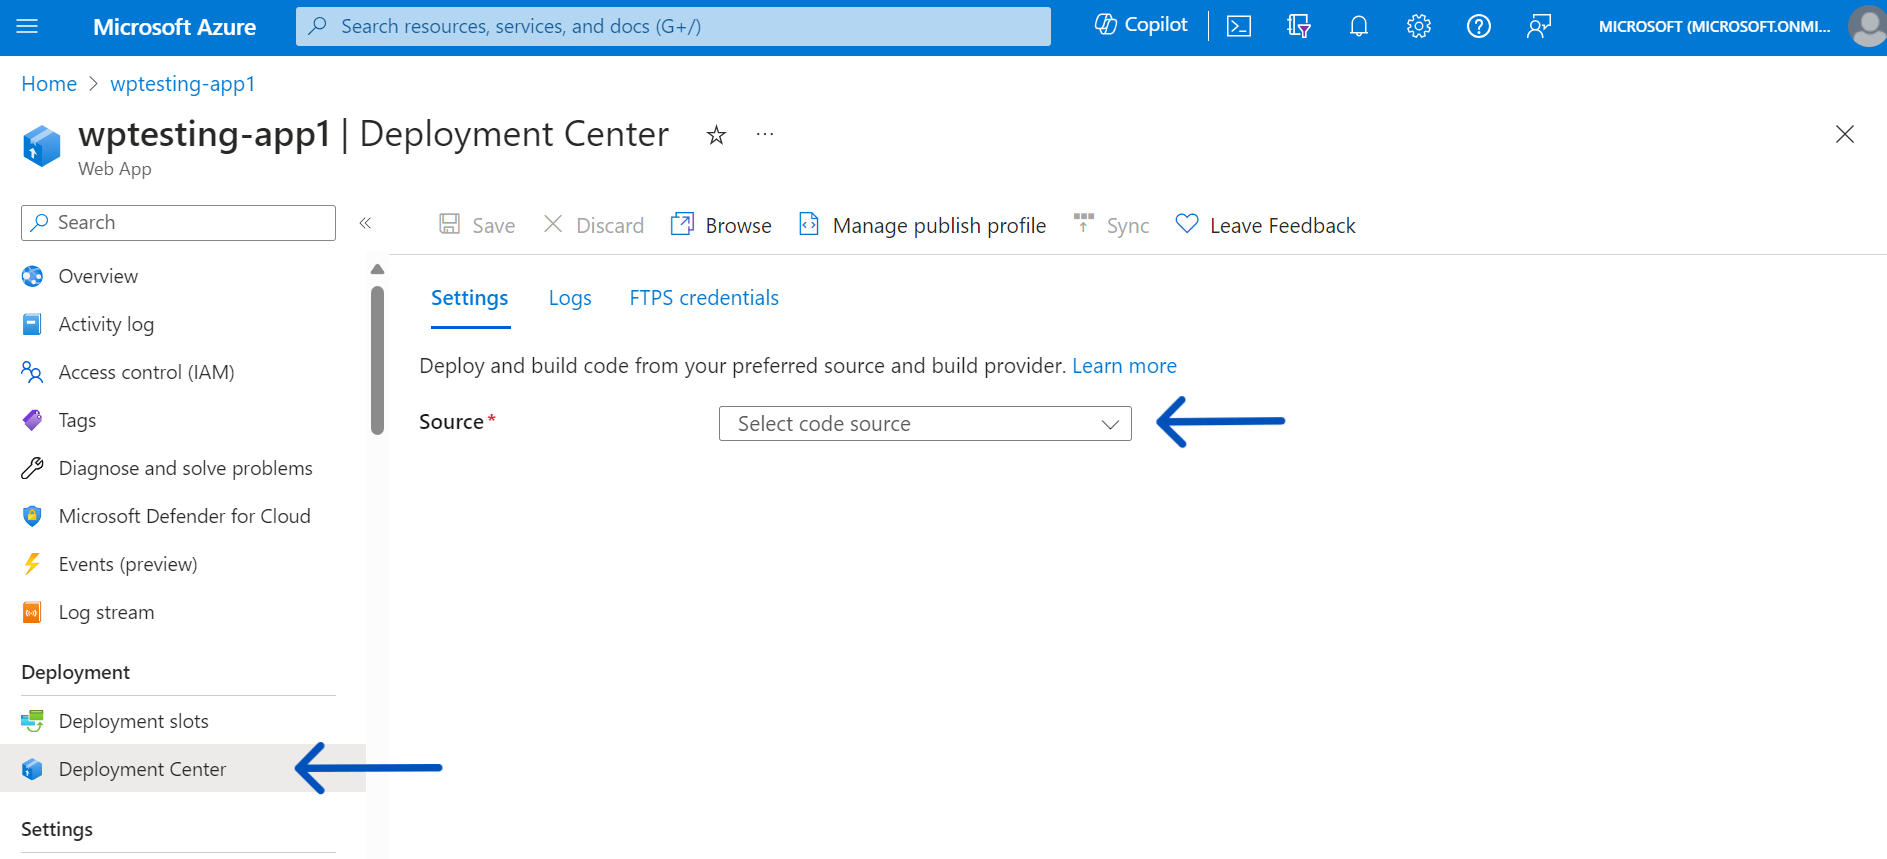 Microsoft Azure
Search resources, services, and docs (G+/)
Copilot
MICROSOFT (MICROSOFT.ONMI...
Home > wptesting-app1
wptesting-app1 | Deployment Center
...
Web App
Search
«
Save
Discard
Browse
Manage publish profile
Sync
Leave Feedback
Overview
Activity log
Access control (IAM)
Tags
Diagnose and solve problems
Microsoft Defender for Cloud
Events (preview)
Log stream
Deployment
Deployment slots
Deployment Center
Settings
Settings
Logs
FTPS credentials
Deploy and build code from your preferred source and build provider. Learn more
Source*
Select code source